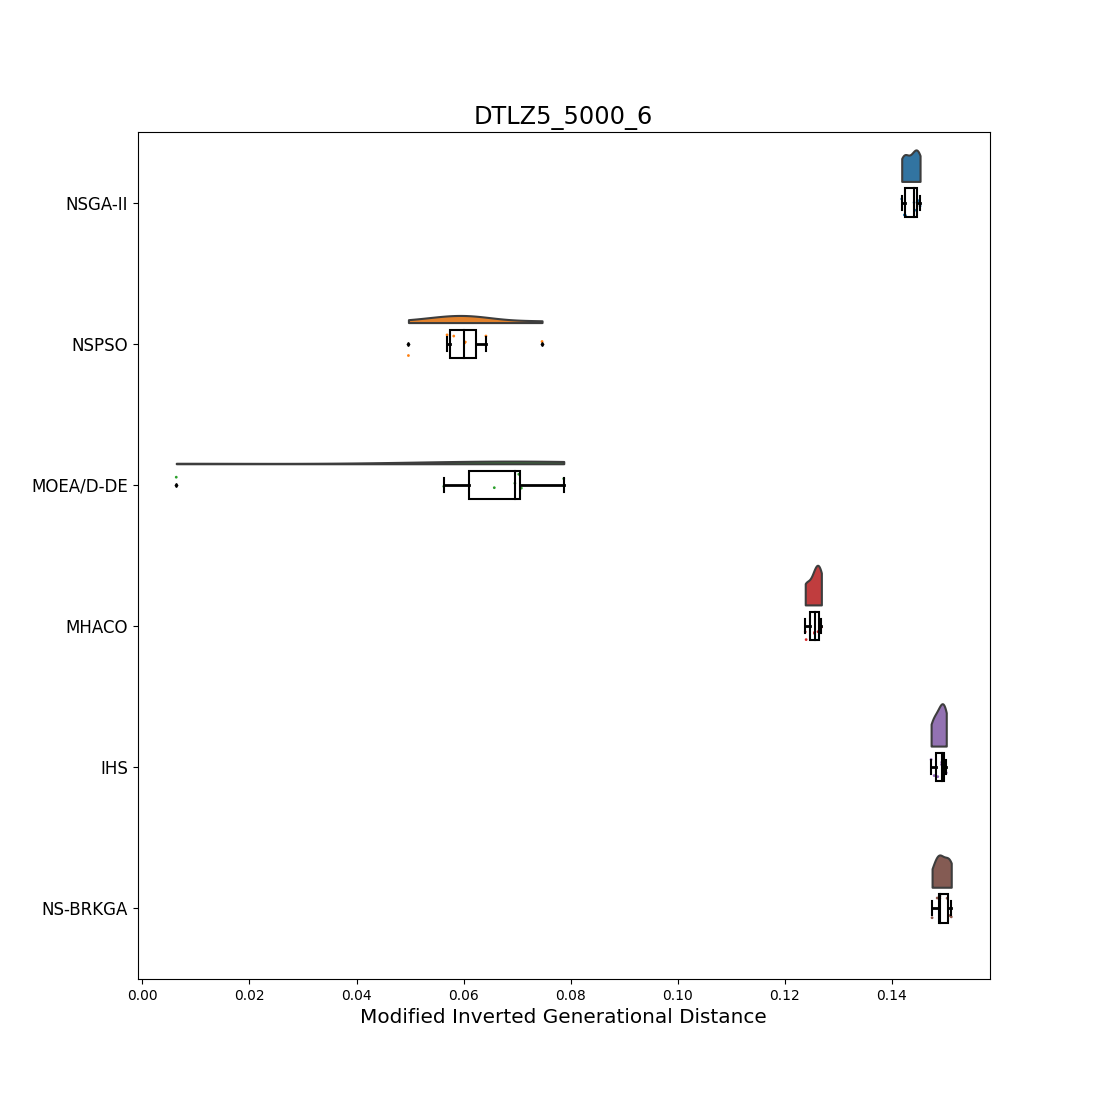 DTLZ5_5000_6
NSGA-II
NSPSO
MOEA/D-DE
MHACO
IHS
NS-BRKGA
0.00 0.02 0.04 0.06 0.08 0.10 0.12 0.14
Modified Inverted Generational Distance